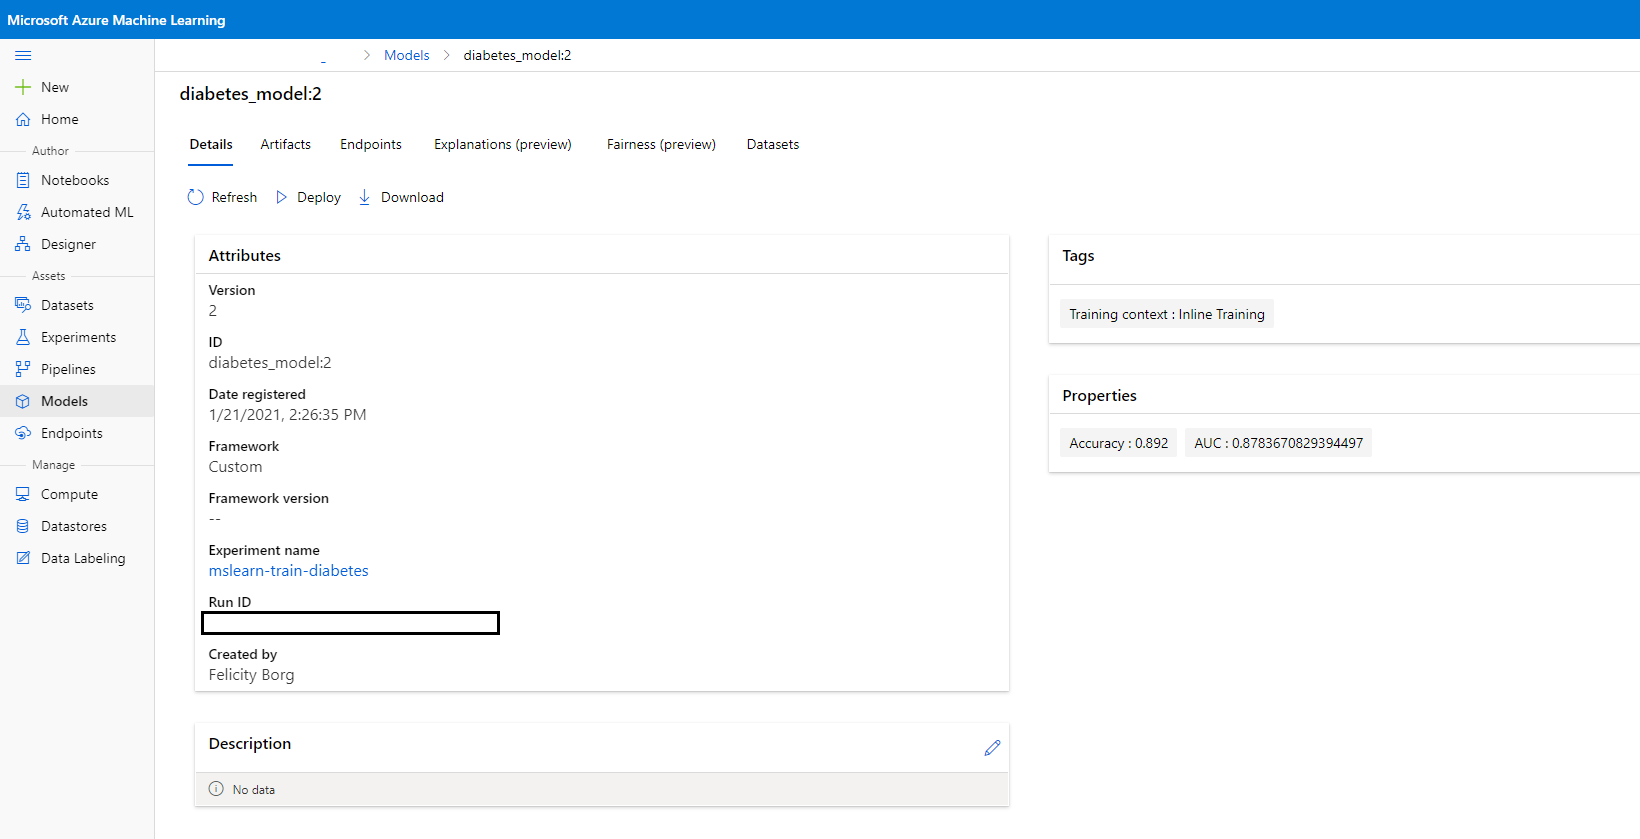 Microsoft Azure Machine Learning
Models
diabetes_model:2
New
Home
Author
Notebooks
Automated ML
Designer
Assets
Datasets
Experiments
Pipelines
Models
Endpoints
Manage
Compute
Datastores
Data Labeling
diabetes_model:2
Details Artifacts Endpoints Explanations (preview) Fairness (preview) Datasets
Refresh Deploy Download
Attributes
Version
2
ID
diabetes_model:2
Date registered
1/21/2021, 2:26:35 PM
Framework
Custom
Framework version
--
Experiment name
mslearn-train-diabetes
Run ID
Created by
Felicity Borg
Description
No data
Tags
Training context : Inline Training
Properties
Accuracy : 0.892 AUC : 0.8783670829394497